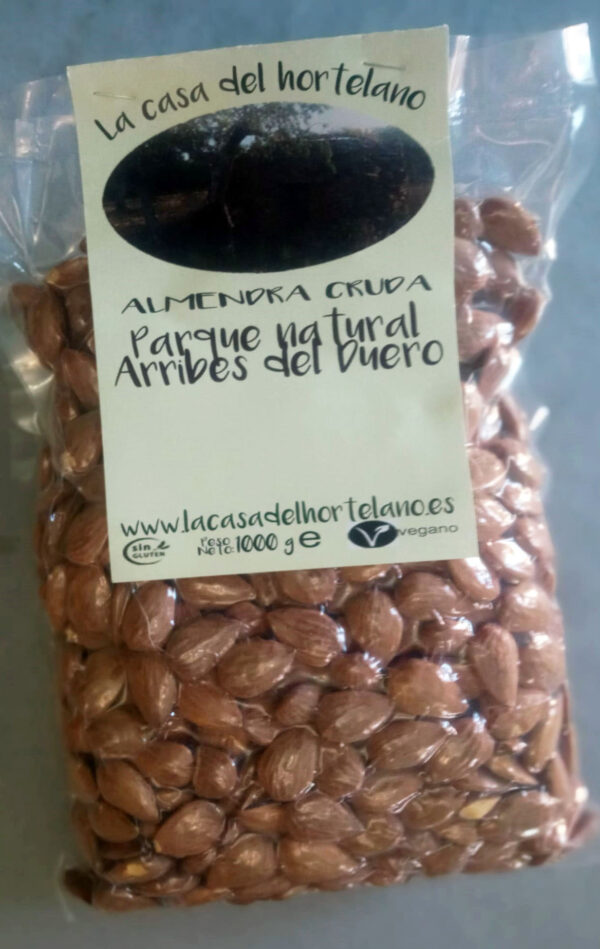 La casa del hortelano
ALMENDRA CRUDA
Parque natural
Arribes del Duero
www.lacasadelhortelano.es
sin GLUTEN
Peso Neto: 1000 g e
V vegano